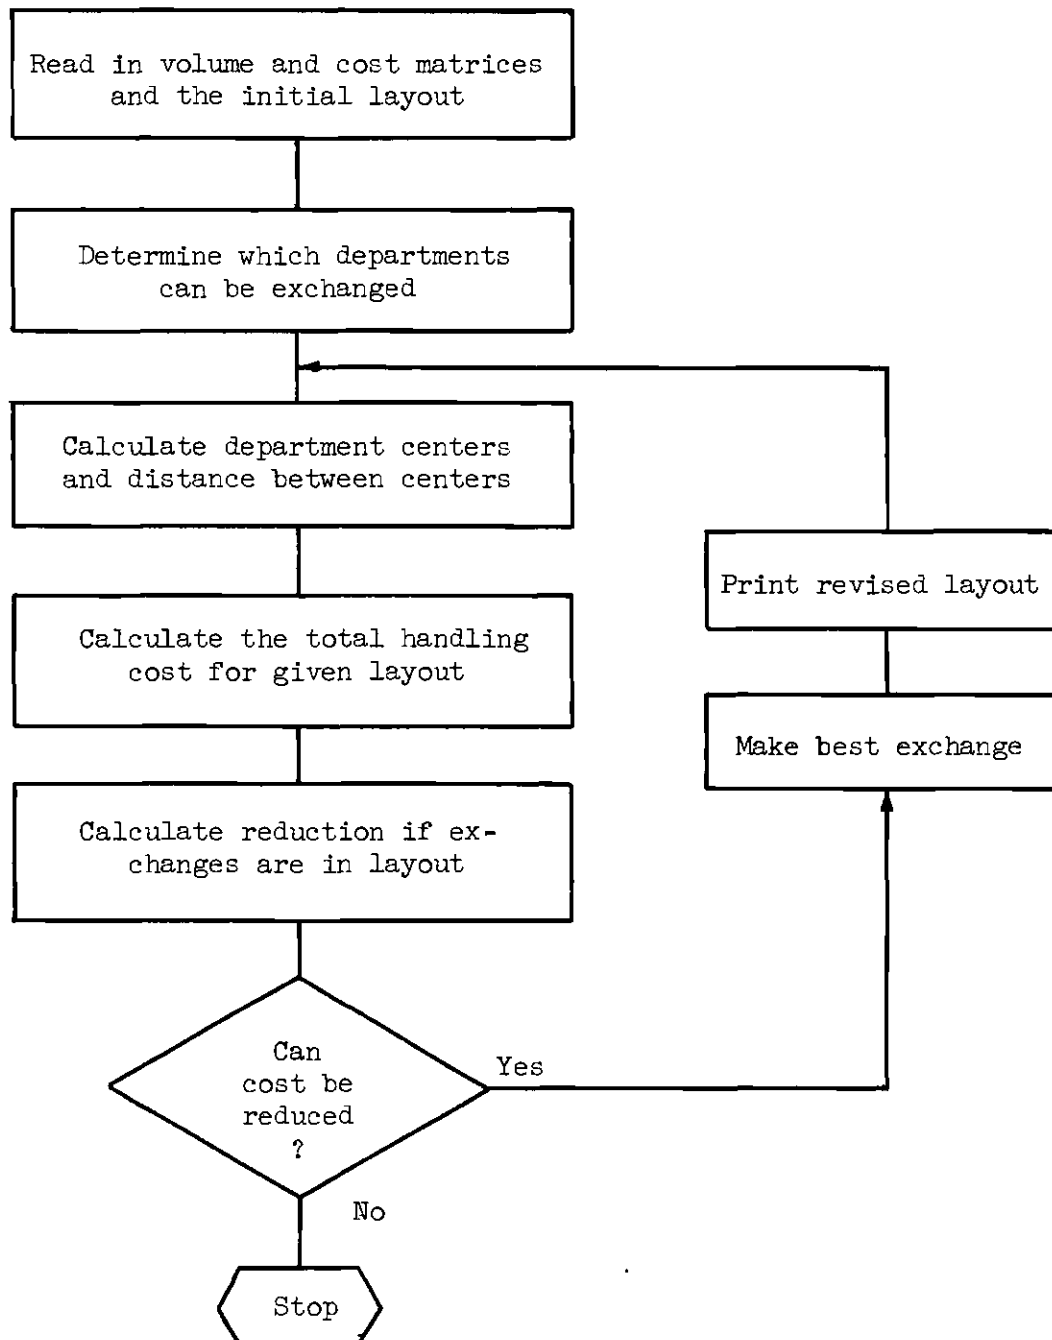 Read in volume and cost matrices
and the initial layout
Determine which departments
can be exchanged
Calculate department centers
and distance between centers
Calculate the total handling
cost for given layout
Calculate reduction if ex-
changes are in layout
Can
cost be
reduced
?
Yes
No
Stop
Make best exchange
Print revised layout